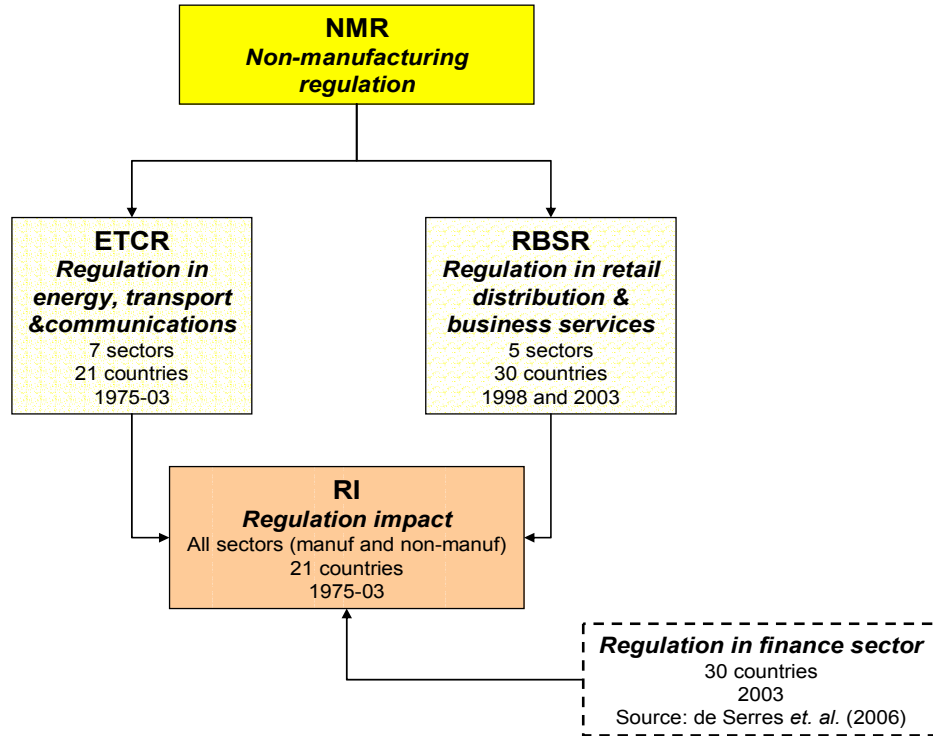 NMR
Non-manufacturing
regulation
ETCR
Regulation in
energy, transport
&communications
7 sectors
21 countries
1975-03
RBSR
Regulation in retail
distribution &
business services
5 sectors
30 countries
1998 and 2003
RI
Regulation impact
All sectors (manuf and non-manuf)
21 countries
1975-03
Regulation in finance sector
30 countries
2003
Source: de Serres et. al. (2006)